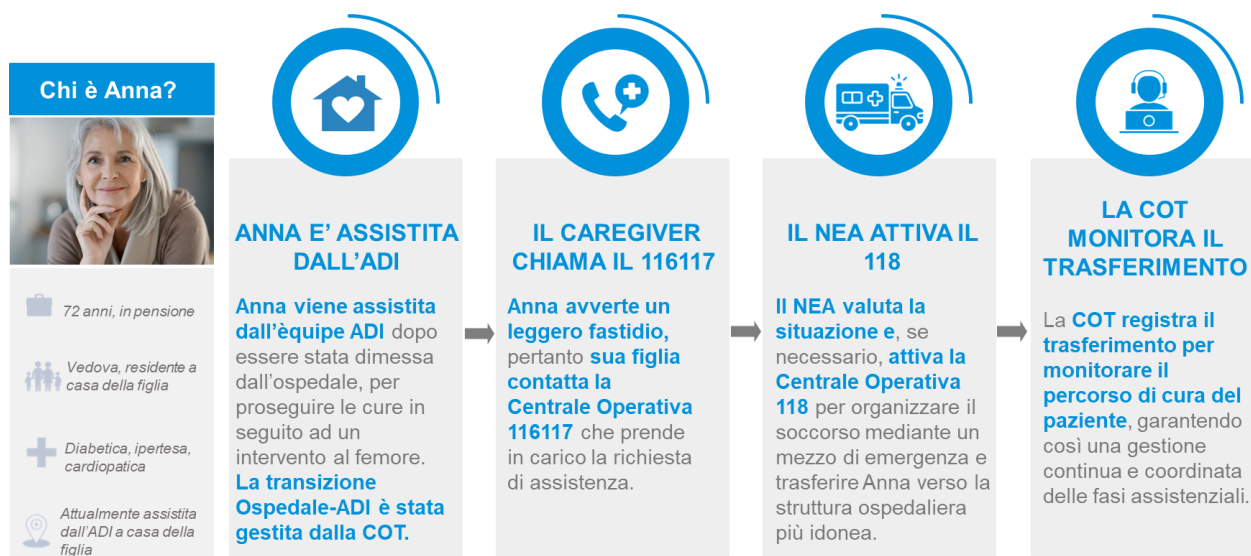 Chi è Anna?
72 anni, in pensione
Vedova, residente a
casa della figlia
Diabetica, ipertesa,
cardiopatica
Attualmente assistita
dall'ADI a casa della
figlia
ANNA E' ASSISTITA
DALL'ADI
Anna viene assistita
dall'èquipe ADI dopo
essere stata dimessa
dall'ospedale, per
proseguire le cure in
seguito ad un
intervento al femore.
La transizione
Ospedale-ADI è stata
gestita dalla COT.
IL CAREGIVER
CHIAMA IL 116117
Anna avverte un
leggero fastidio,
pertanto sua figlia
contatta la
Centrale Operativa
116117 che prende
in carico la richiesta
di assistenza.
IL NEA ATTIVA IL
118
Il NEA valuta la
situazione e, se
necessario, attiva la
Centrale Operativa
118 per organizzare il
soccorso mediante un
mezzo di emergenza e
trasferire Anna verso la
struttura ospedaliera
più idonea.
LA COT
MONITORA IL
TRASFERIMENTO
La COT registra il
trasferimento per
monitorare il
percorso di cura del
paziente, garantendo
così una gestione
continua e coordinata
delle fasi assistenziali.